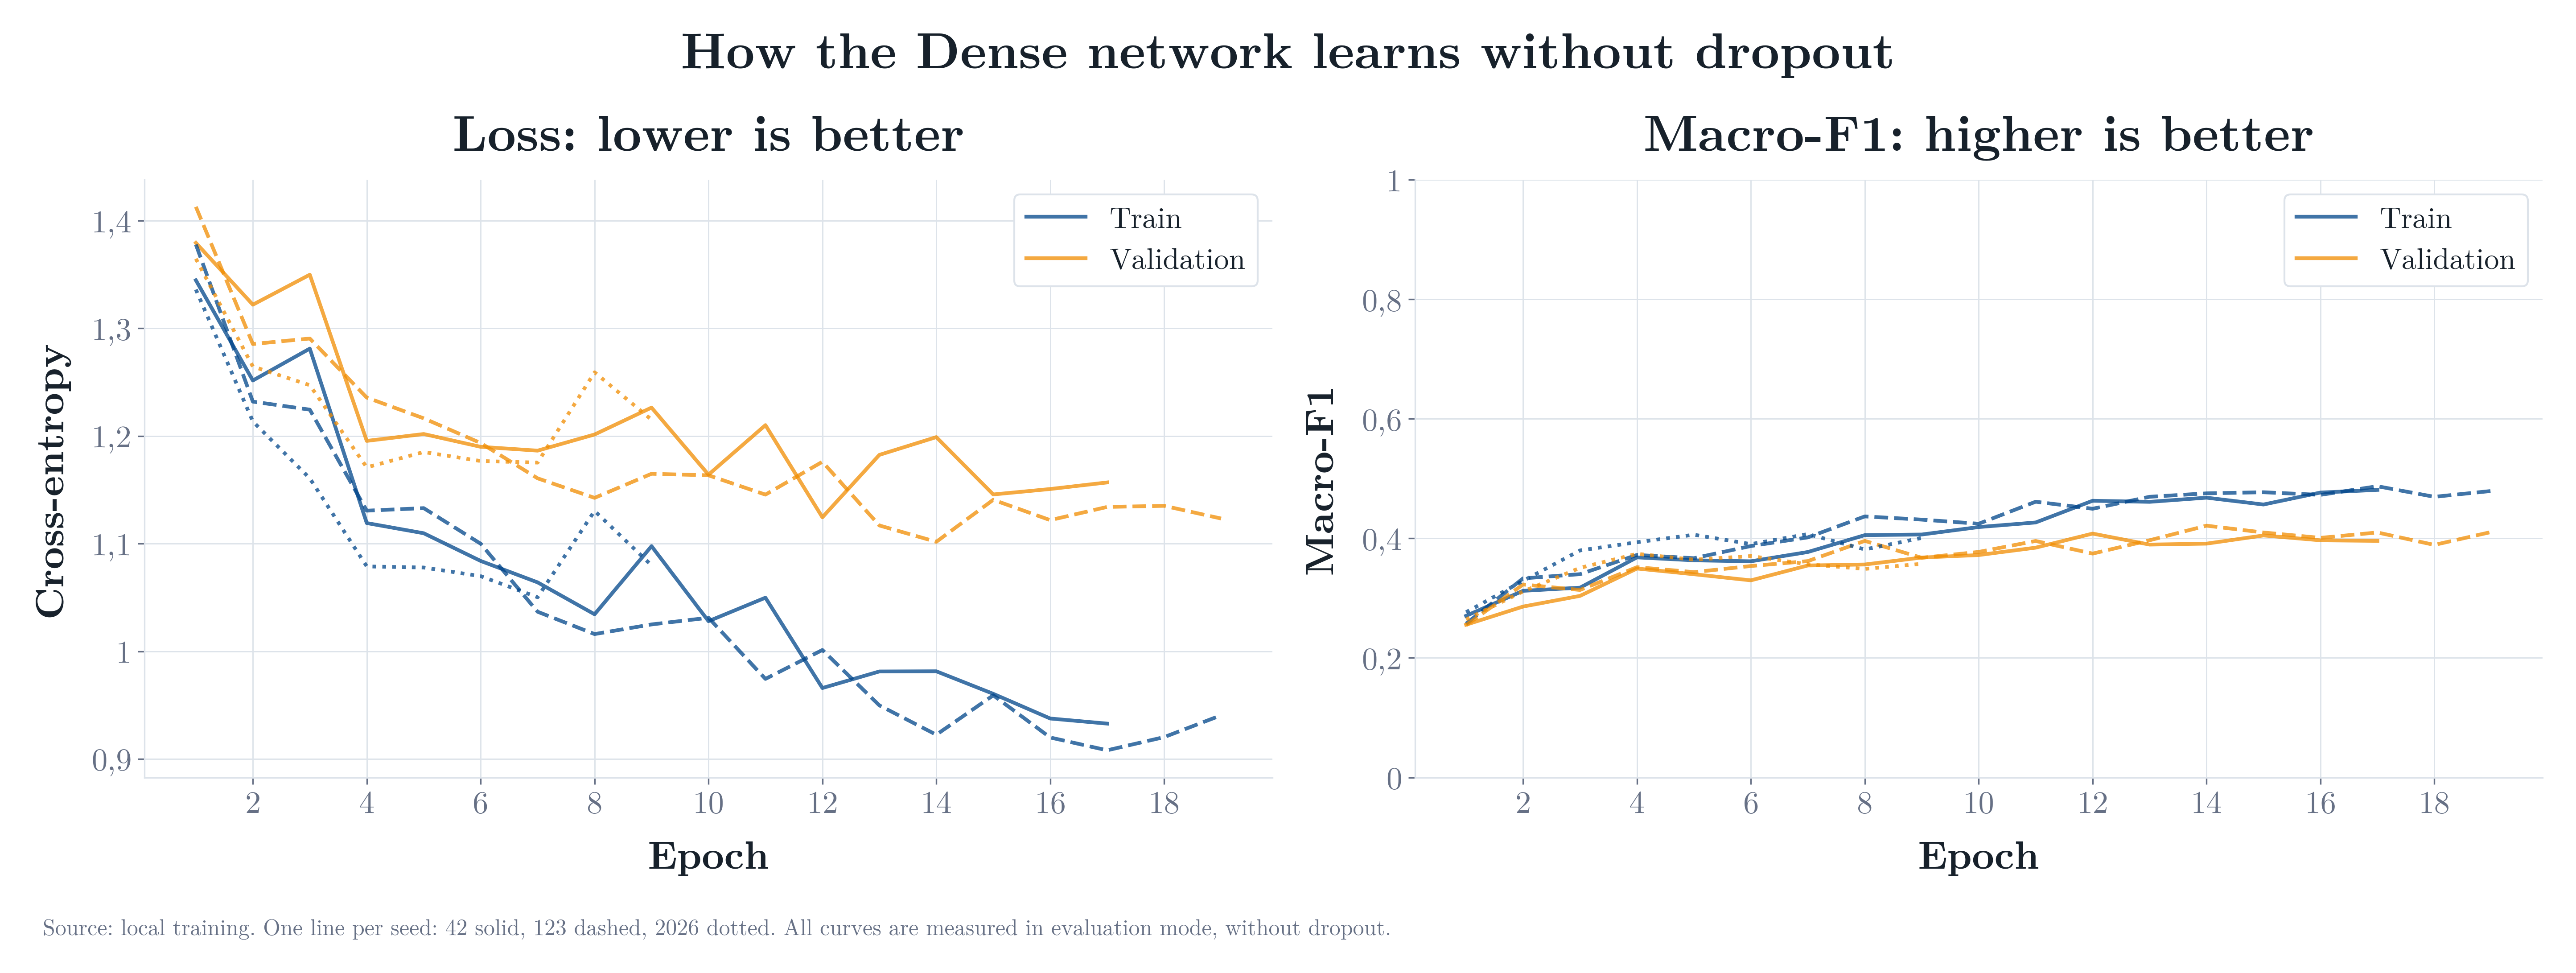 How the Dense network learns without dropout
Loss: lower is better
Cross-entropy
1,4
1,3
1,2
1,1
1
0,9
2 4 6 8 10 12 14 16 18
Epoch
Train
Validation
Macro-F1: higher is better
Macro-F1
1
0,8
0,6
0,4
0,2
0
2 4 6 8 10 12 14 16 18
Epoch
Train
Validation
Source: local training. One line per seed: 42 solid, 123 dashed, 2026 dotted. All curves are measured in evaluation mode, without dropout.